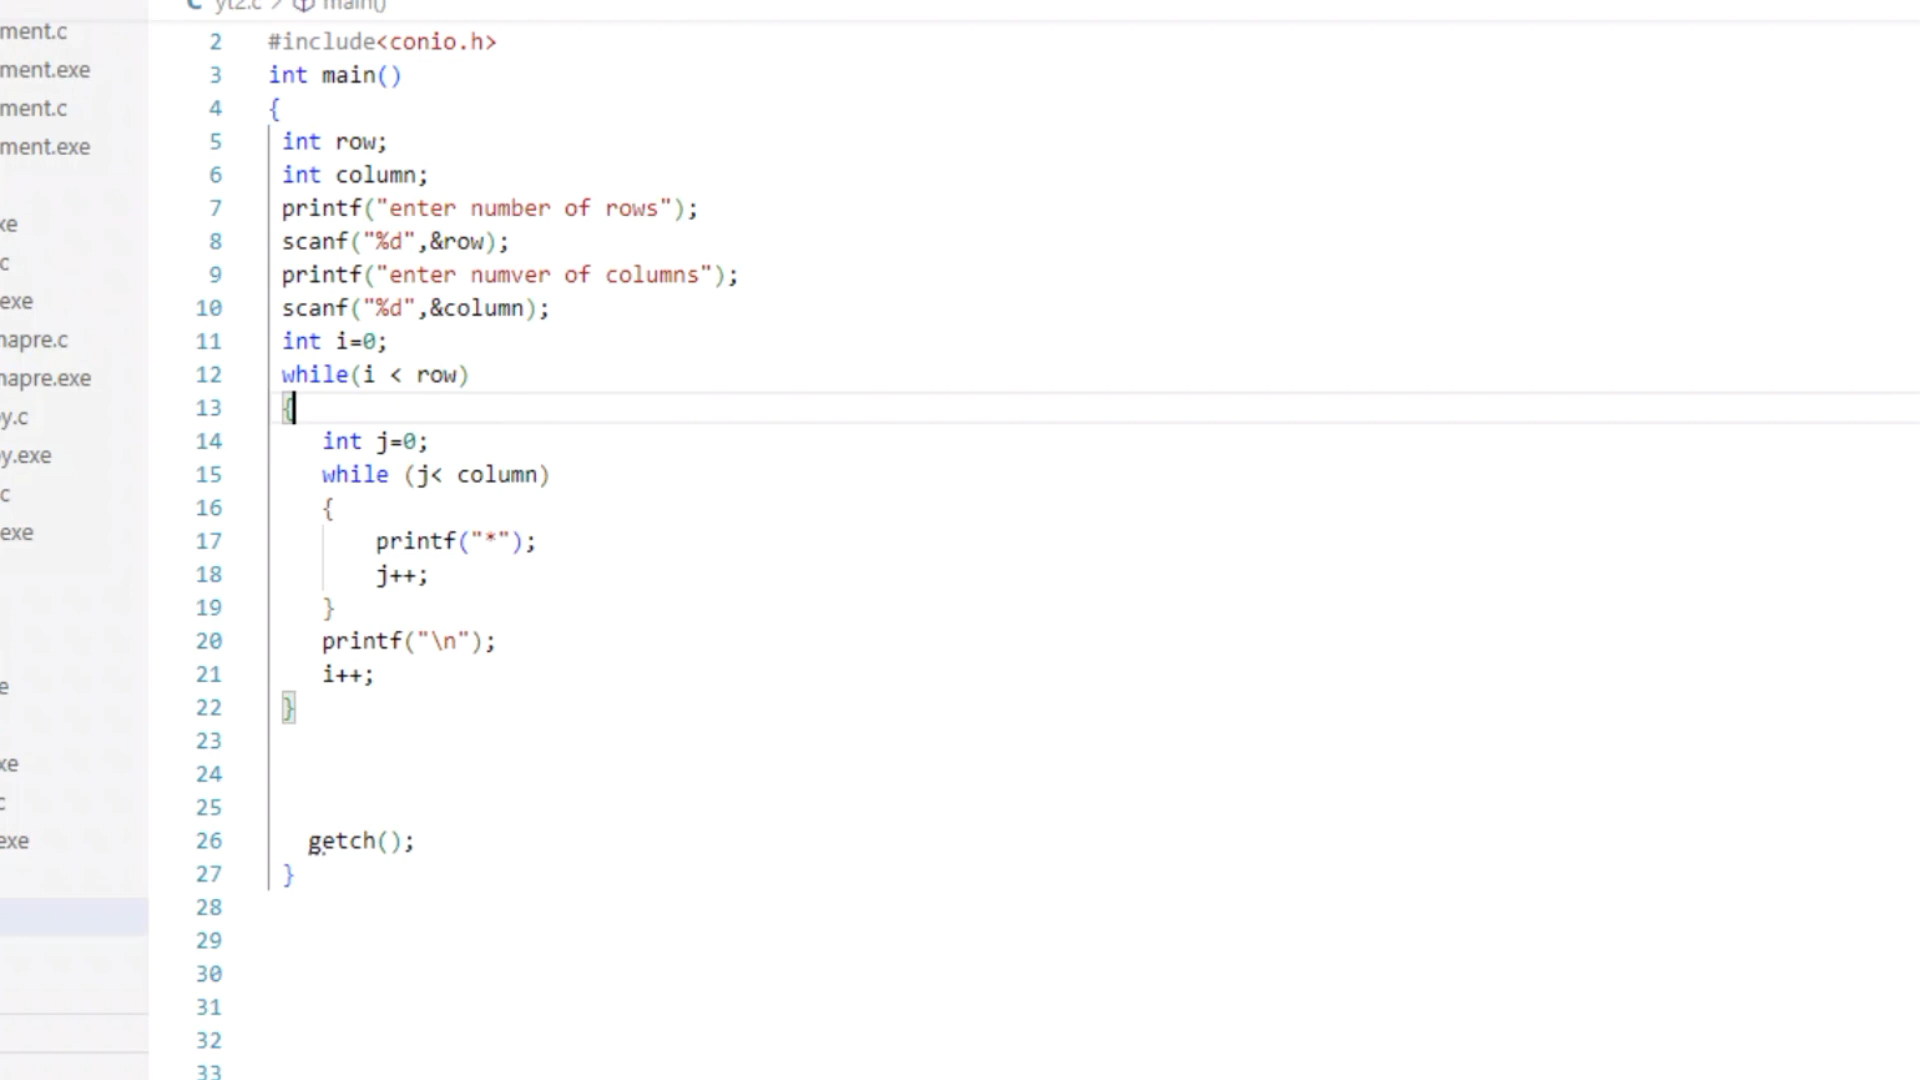 yt2.c > main()
ment.c
ment.exe
ment.c
ment.exe
xe
c
exe
napre.c
napre.exe
y.c
y.exe
c
exe
e
xe
c
exe
2 #include<conio.h>
3 int main()
4 {
5 int row;
6 int column;
7 printf("enter number of rows");
8 scanf("%d",&row);
9 printf("enter numver of columns");
10 scanf("%d",&column);
11 int i=0;
12 while(i < row)
13 {
14 int j=0;
15 while (j< column)
16 {
17 printf("*");
18 j++;
19 }
20 printf("\n");
21 i++;
22 }
23
24
25
26 getch();
27 }
28
29
30
31
32
33